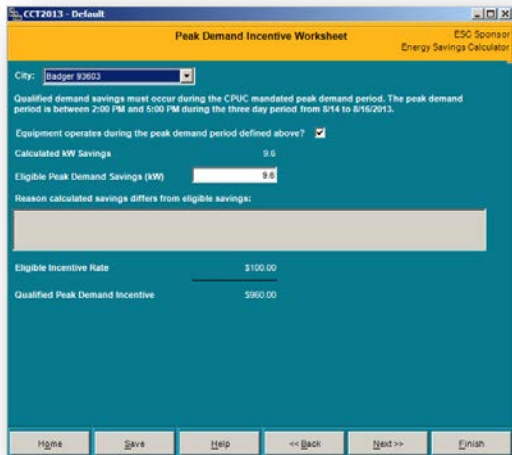 CCT2013 - Default
Peak Demand Incentive Worksheet
ESC Sponsor
Energy Savings Calculator
City: Badger 93603
Qualified demand savings must occur during the CPUC mandated peak demand period. The peak demand
period is between 2:00 PM and 5:00 PM during the three day period from 8/14 to 8/16/2013.
Equipment operates during the peak demand period defined above?
Calculated kW Savings 9.6
Eligible Peak Demand Savings (kW) 9.6
Reason calculated savings differs from eligible savings:
Eligible Incentive Rate $100.00
Qualified Peak Demand Incentive $960.00
Home Save Help << Back Next >> Finish